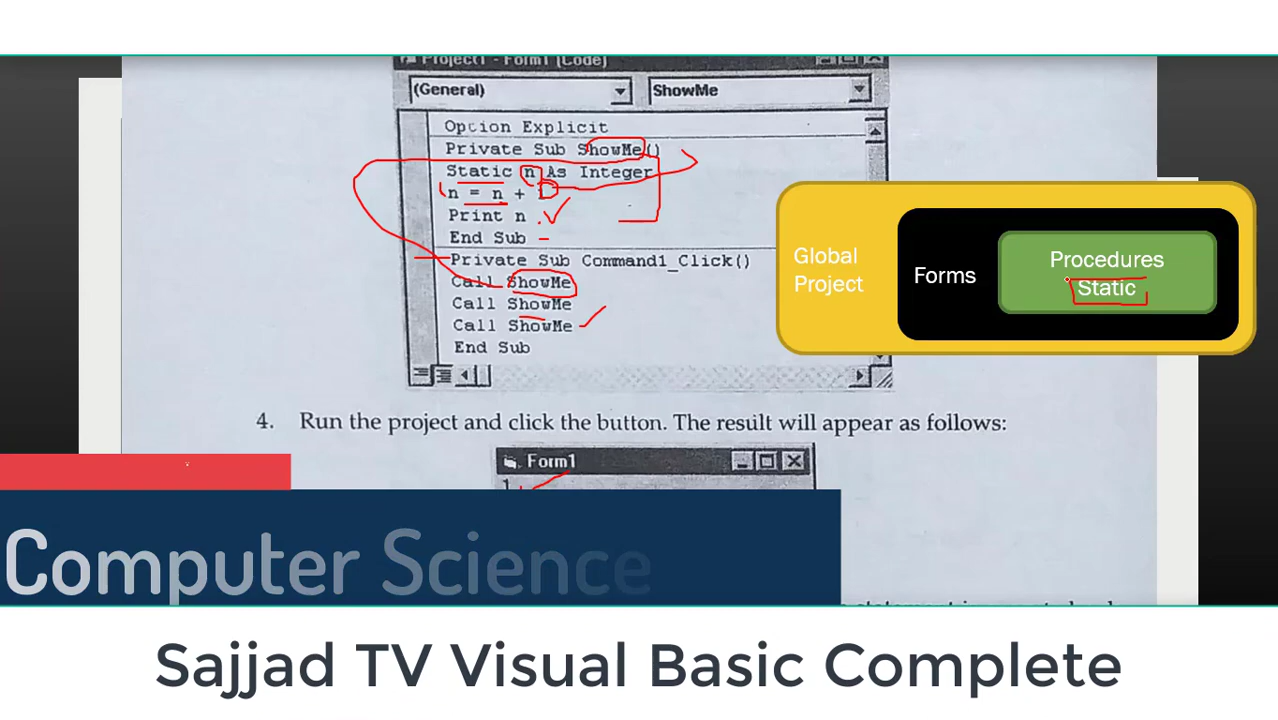 Project1 - Form1 (Code)
(General)
ShowMe
Option Explicit
Private Sub ShowMe()
Static n As Integer
n = n + 1
Print n
End Sub
Private Sub Command1_Click()
Call ShowMe
Call ShowMe
Call ShowMe
End Sub
Global
Project
Forms
Procedures
Static
4. Run the project and click the button. The result will appear as follows:
Form1
1
Computer Science
Sajjad TV Visual Basic Complete